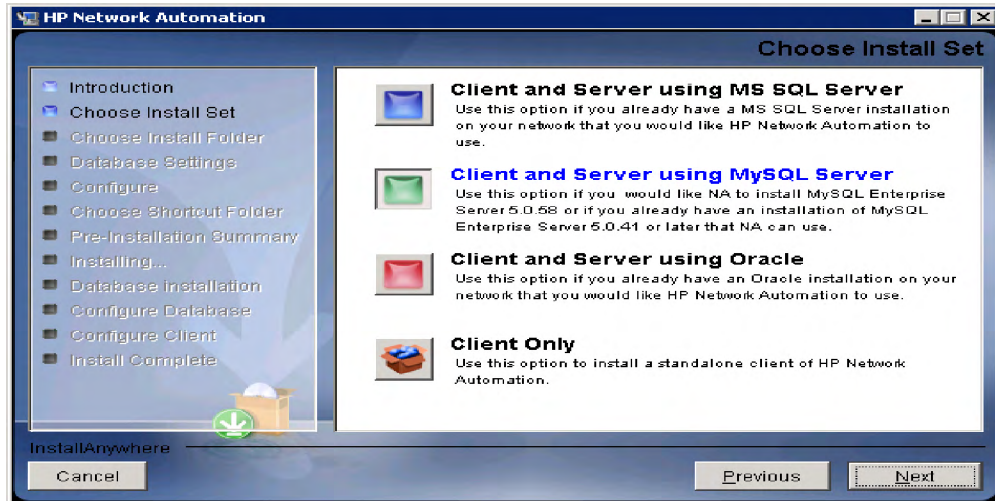 HP Network Automation
Choose Install Set
Introduction
Choose Install Set
Choose Install Folder
Database Settings
Configure
Choose Shortcut Folder
Pre-Installation Summary
Installing...
Database Installation
Configure Database
Configure Client
Install Complete
Client and Server using MS SQL Server
Use this option if you already have a MS SQL Server installation
on your network that you would like HP Network Automation to
use.
Client and Server using MySQL Server
Use this option if you would like NA to install MySQL Enterprise
Server 5.0.58 or if you already have an installation of MySQL
Enterprise Server 5.0.41 or later that NA can use.
Client and Server using Oracle
Use this option if you already have an Oracle installation on your
network that you would like HP Network Automation to use.
Client Only
Use this option to install a standalone client of HP Network
Automation.
InstallAnywhere
Cancel
Previous
Next